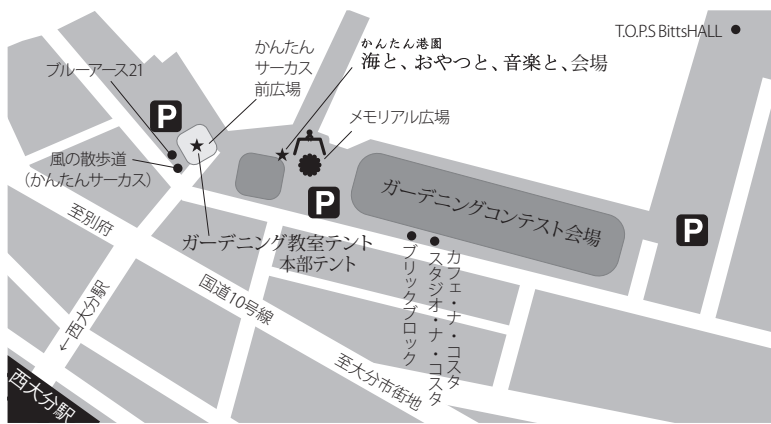 T.O.P.S BittsHALL
かんたん港園
海と、おやつと、音楽と、会場
かんたん
サーカス
前広場
ブルーアース21
P
メモリアル広場
風の散歩道
（かんたんサーカス）
P
ガーデニングコンテスト会場
P
至別府
ガーデニング教室テント
本部テント
国道10号線
カフェ・ナ・コスタ
スタジオ・ナ・コスタ
ブリックブロック
←西大分駅
至大分市街地
西大分駅